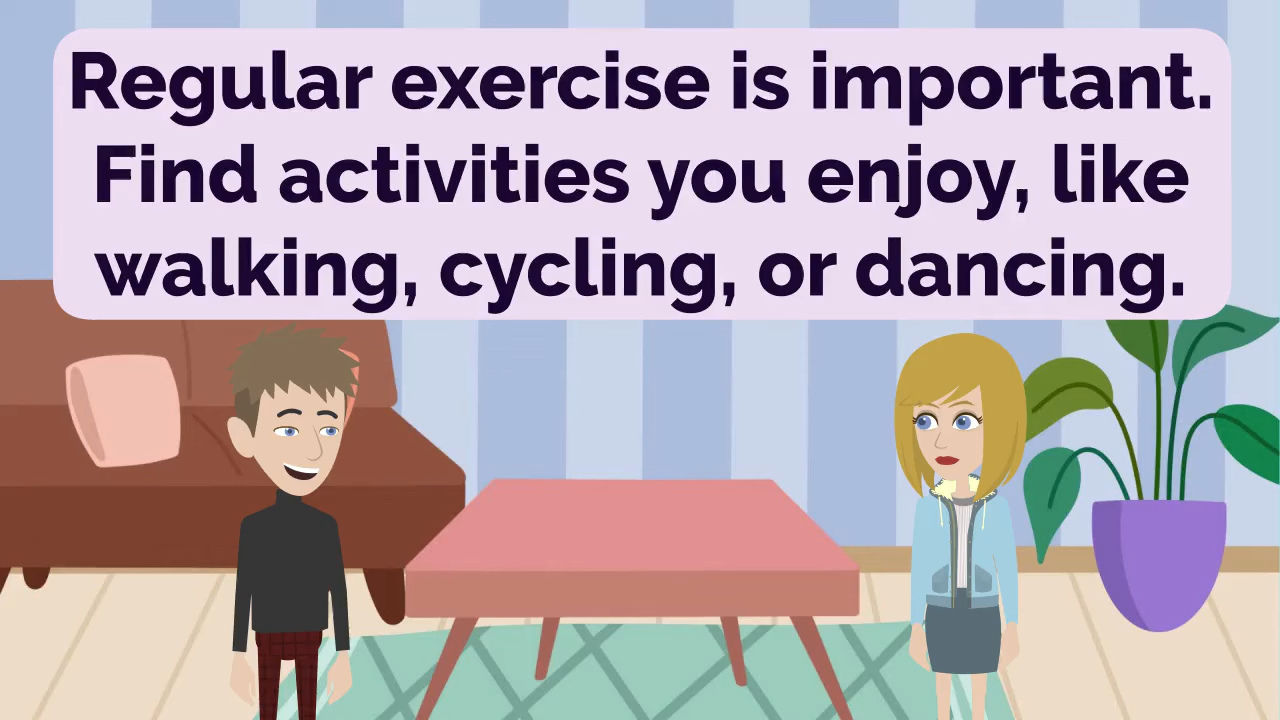 Regular exercise is important.
Find activities you enjoy, like
walking, cycling, or dancing.